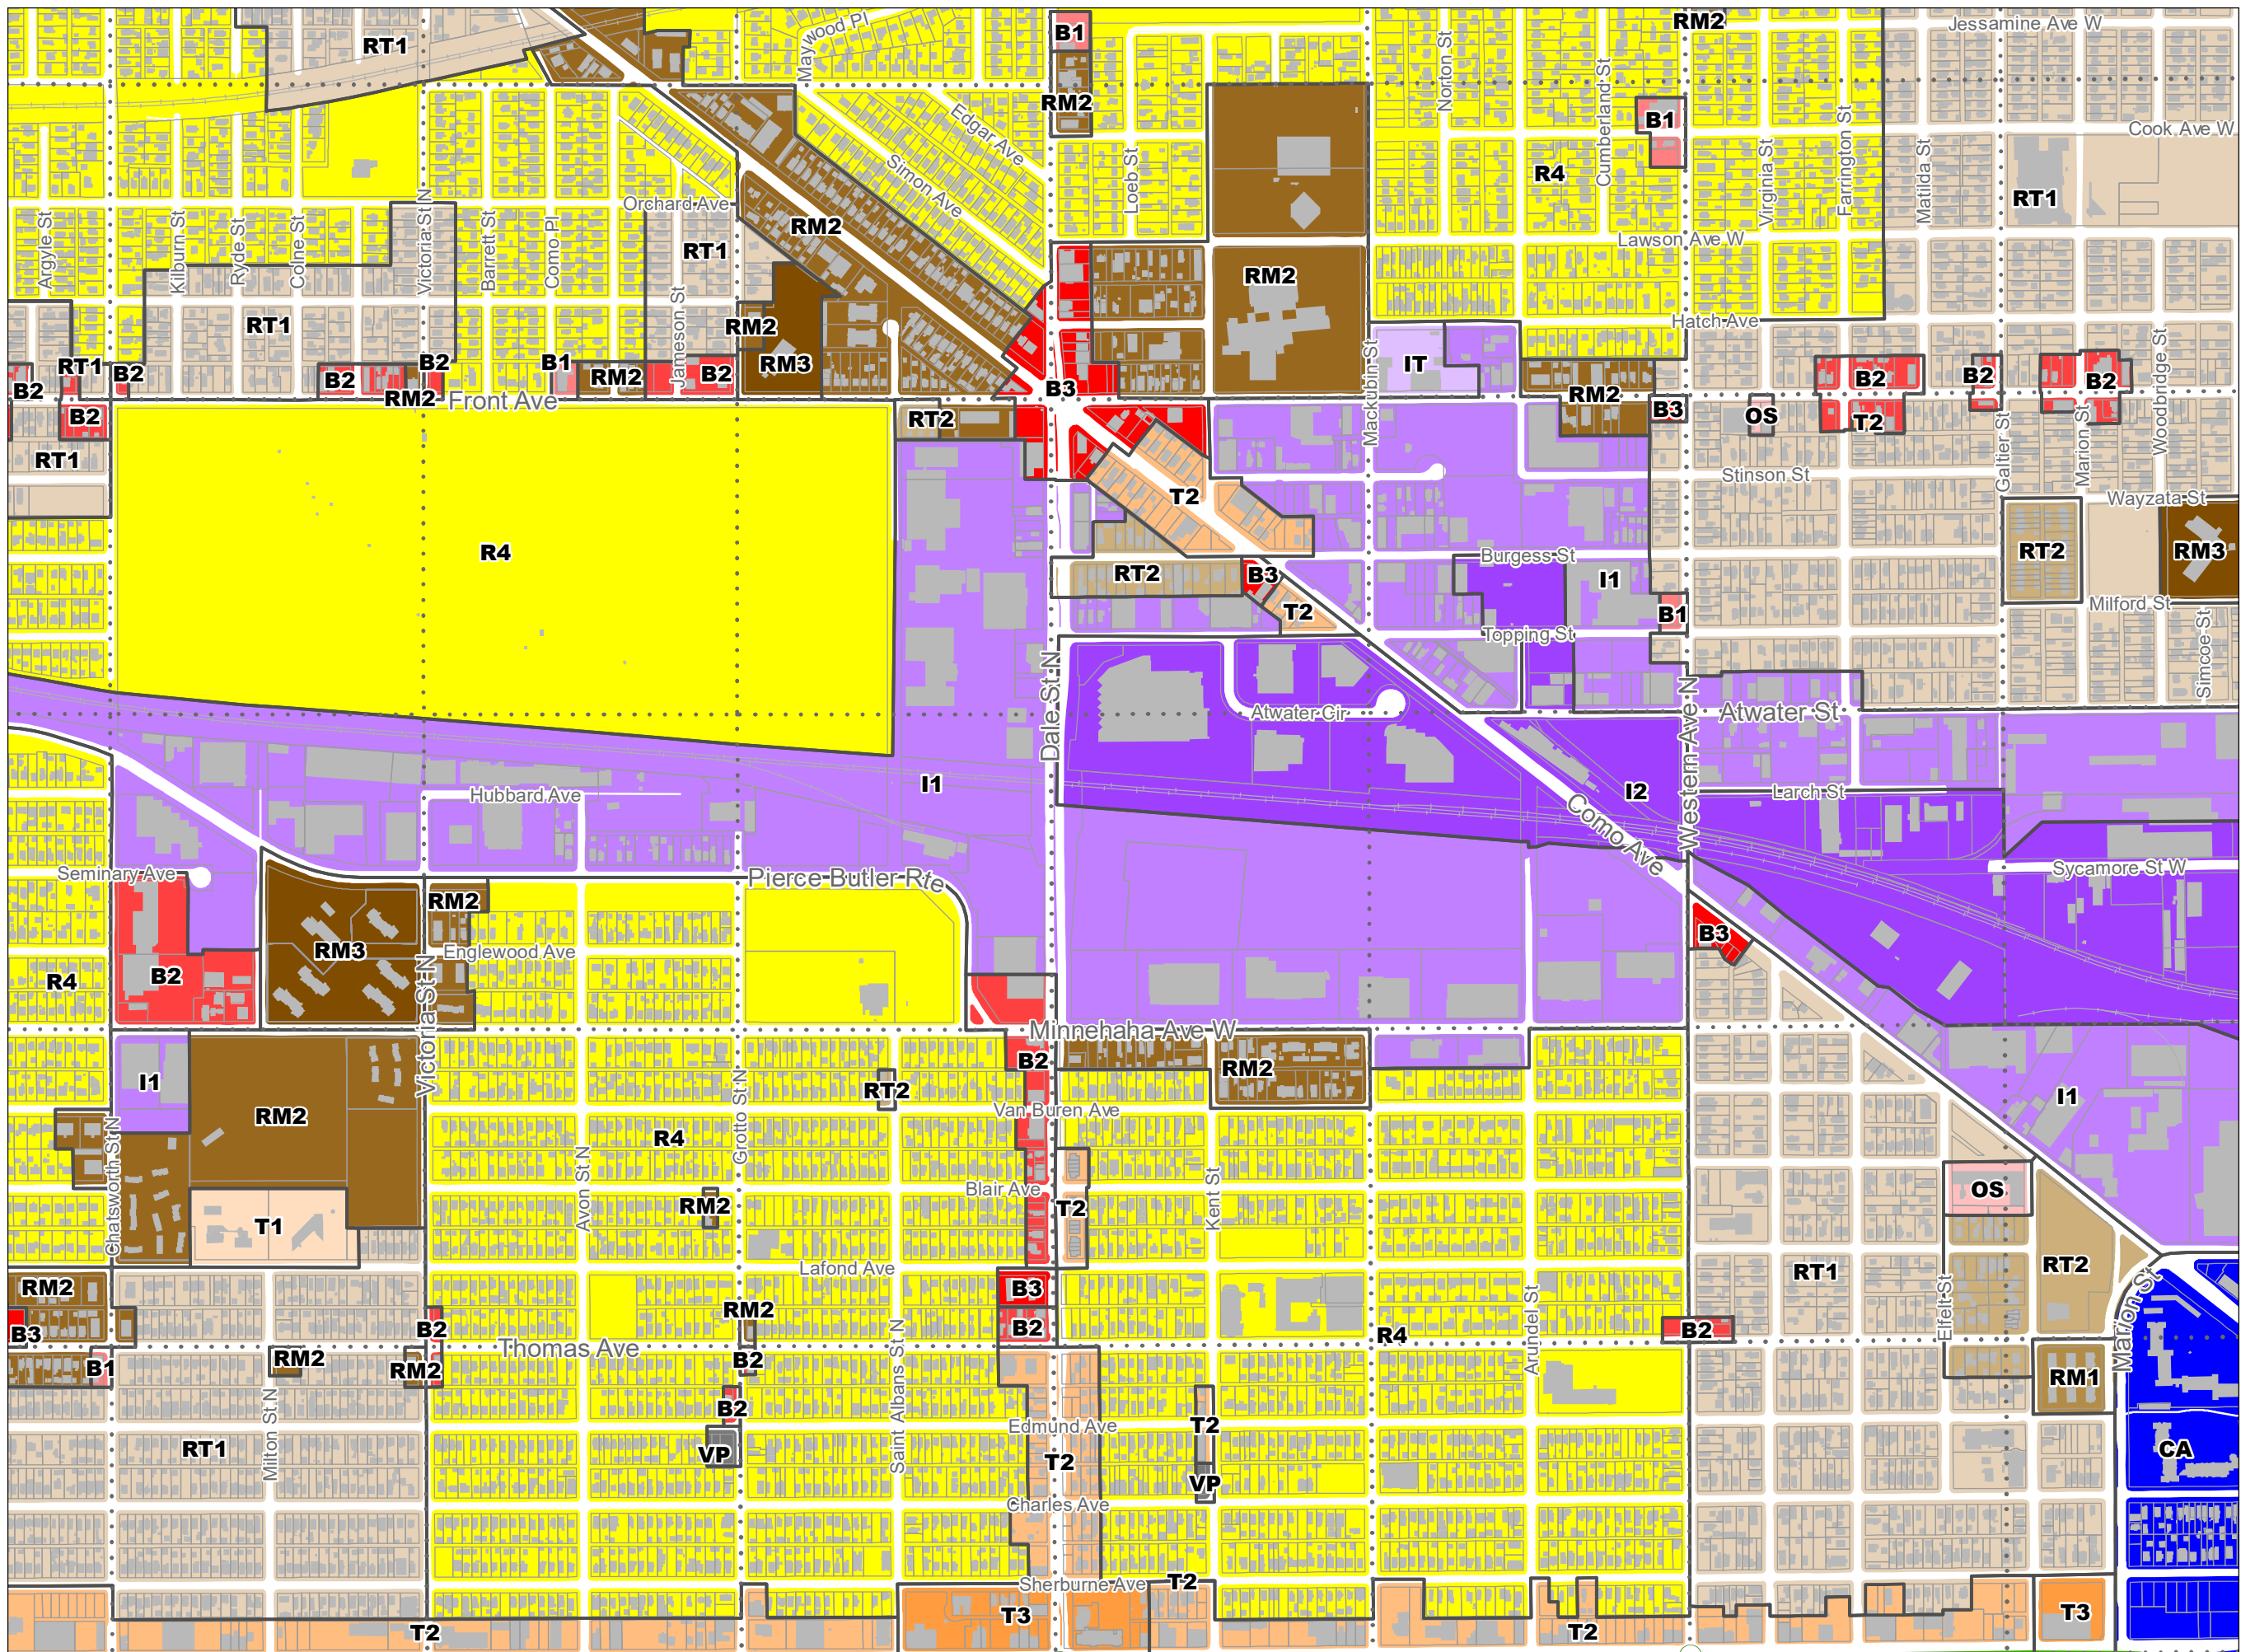 RM2
Jessamine Ave W
RT1
Maywood Pl
B1
Norton St
Cumberland St
RM2
B1
Edgar Ave
Cook Ave W
Simon Ave
Loeb St
R4
Virginia St
Farrington St
Matilda St
RT1
Orchard Ave
Argyle St
Kilburn St
Ryde St
Colne St
Victoria St N
Barrett St
Como Pl
RT1
RM2
Lawson Ave W
RM2
RT1
Jameson St
RM2
Hatch Ave
Woodbridge St
RT1
B2
B2
B2
B2
B1
RM2
B2
RM3
Mackubin St
IT
B2
B2
B2
RM2
Front Ave
B3
RM2
B3
OS
T2
B2
RT2
Galtier St
Marion St
RT1
Stinson St
T2
Wayzata St
R4
Burgess St
RT2
RM3
RT2
B3
I1
T2
B1
Milford St
Topping St
Simcoe St
Dale St N
Atwater Cir
Western Ave N
Atwater St
I1
Hubbard Ave
I2
Larch St
Como Ave
Seminary Ave
Pierce Butler Rte
Sycamore St W
RM2
B3
RM3
Englewood Ave
B2
R4
Victoria St N
Minnehaha Ave W
B2
RM2
I1
RT2
I1
RM2
Grotto St N
Van Buren Ave
R4
Chatsworth St N
Avon St N
Blair Ave
Kent St
RM2
T2
OS
T1
Lafond Ave
RT1
RT2
RM2
B3
RM2
Arundel St
Elfelt St
Marion St
B3
B2
B2
R4
B2
Thomas Ave
Saint Albans St N
B1
RM2
RM2
B2
RM1
B2
Edmund Ave
T2
RT1
Milton St N
VP
T2
CA
VP
Charles Ave
Sherburne Ave
T2
T3
T3
T2
T2